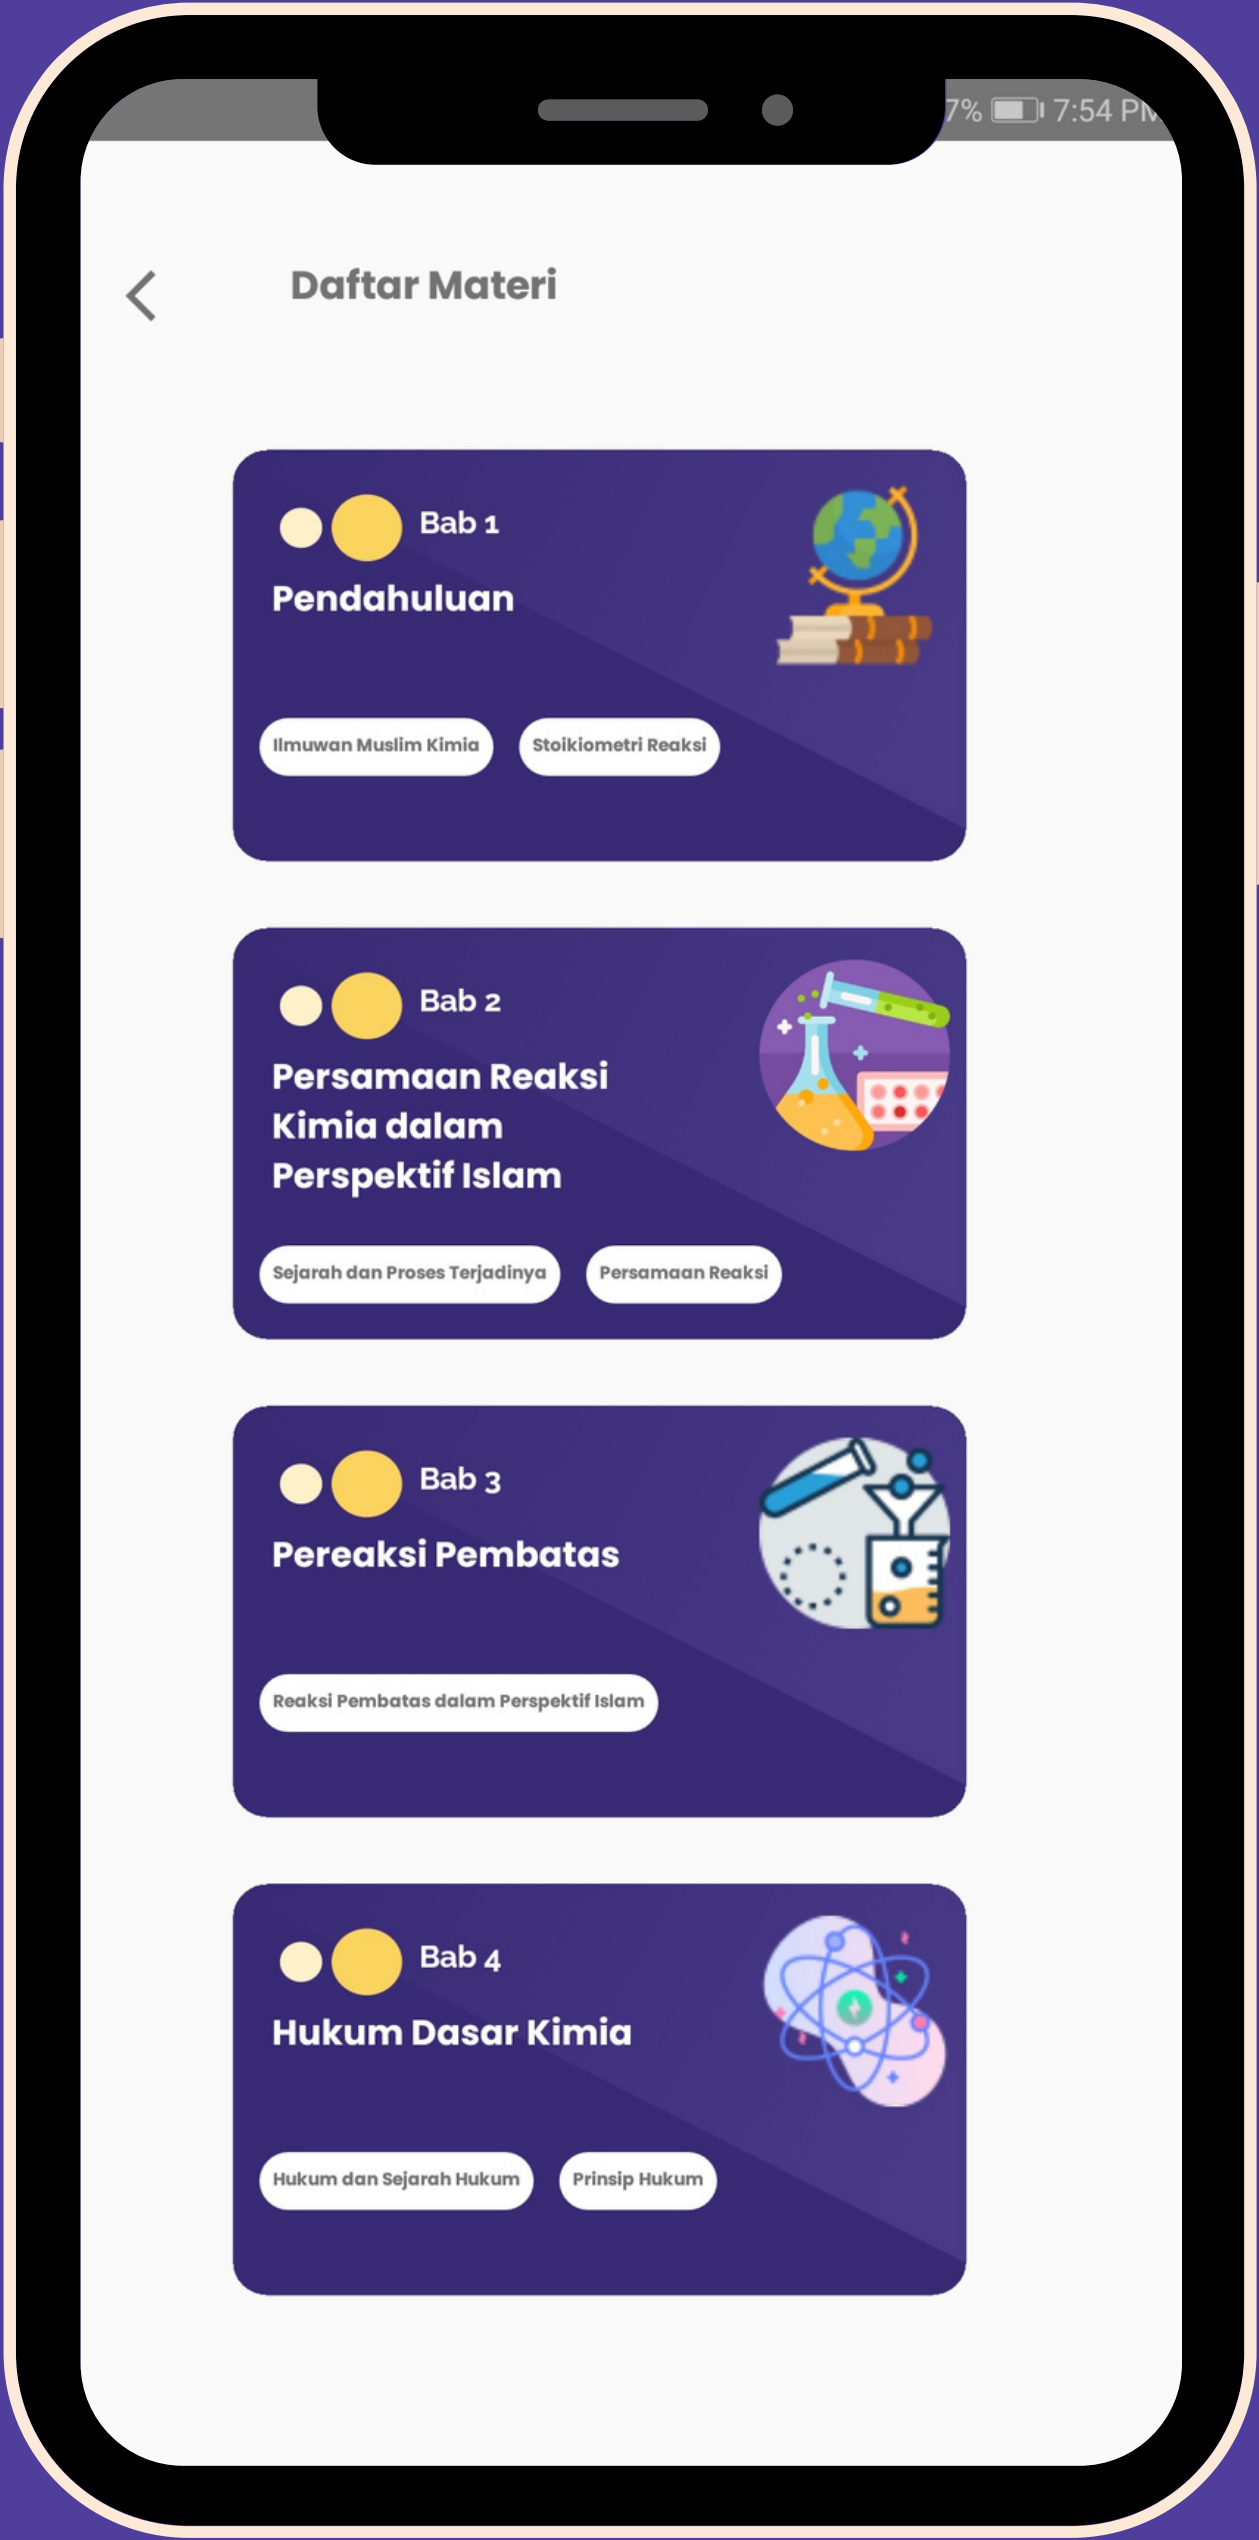 7% 7:54 PM
Daftar Materi
Bab 1
Pendahuluan
Ilmuwan Muslim Kimia
Stoikiometri Reaksi
Bab 2
Persamaan Reaksi
Kimia dalam
Perspektif Islam
Sejarah dan Proses Terjadinya
Persamaan Reaksi
Bab 3
Pereaksi Pembatas
Reaksi Pembatas dalam Perspektif Islam
Bab 4
Hukum Dasar Kimia
Hukum dan Sejarah Hukum
Prinsip Hukum